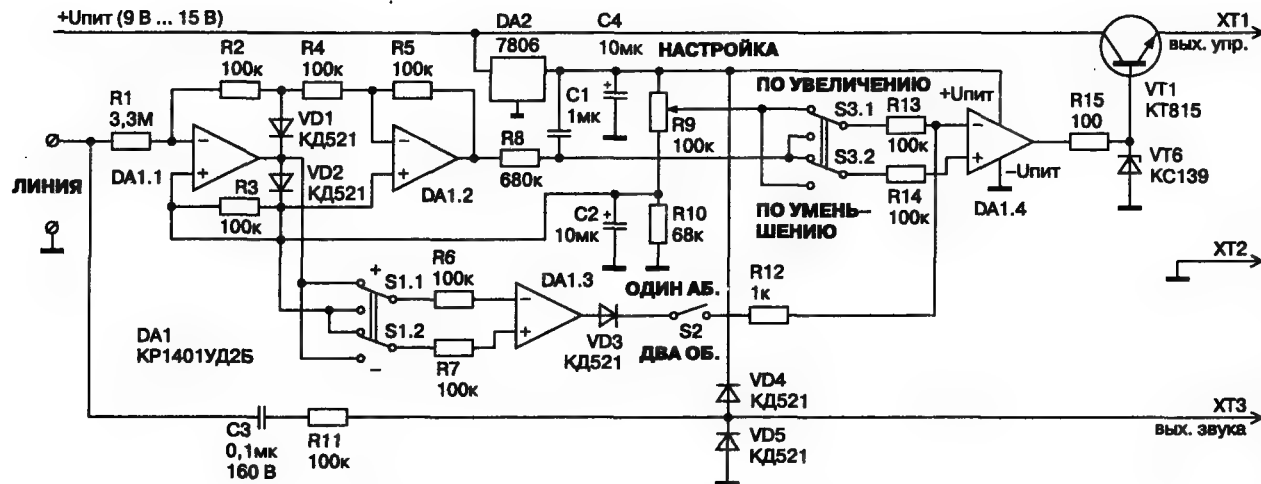 +Uпит (9 В ... 15 В)
DA2
7806
C4
10мк
НАСТРОЙКА
XT1
вых. упр.
R2
100к
R4
100к
R5
100к
R1
3,3М
VD1
КД521
VD2
КД521
C1
1мк
R9
100к
ПО УВЕЛИЧЕНИЮ
S3.1
R13
100к
+Uпит
R15
100
VT1
КТ815
ЛИНИЯ
DA1.1
R3
100к
DA1.2
R8
680к
S3.2
R14
100к
–Uпит
DA1.4
VT6
КС139
C2
10мк
R10
68к
ПО УМЕНЬ–
ШЕНИЮ
+
S1.1
R6
100к
DA1.3
ОДИН АБ.
R12
1к
XT2
DA1
КР1401УД2Б
S1.2
–
R7
100к
VD3
КД521
S2
ДВА ОБ.
VD4
КД521
XT3
вых. звука
C3
0,1мк
160 В
R11
100к
VD5
КД521